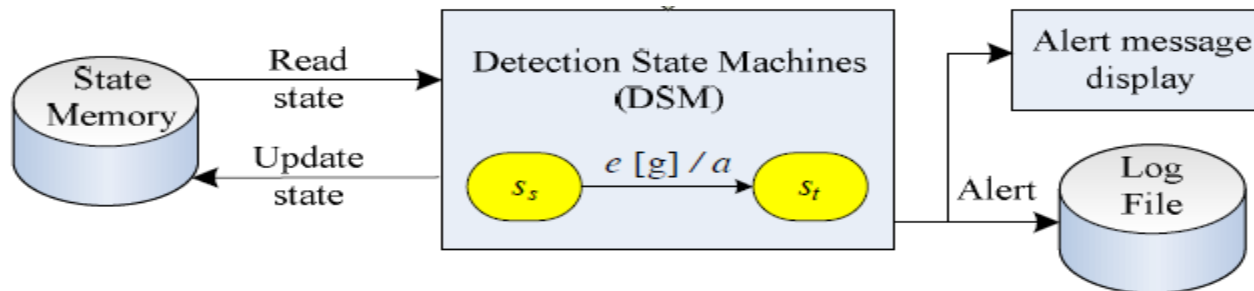 State
Memory
Read
state
Update
state
Detection State Machines
(DSM)
s_s
e [g] / a
s_t
Alert message
display
Alert
Log
File